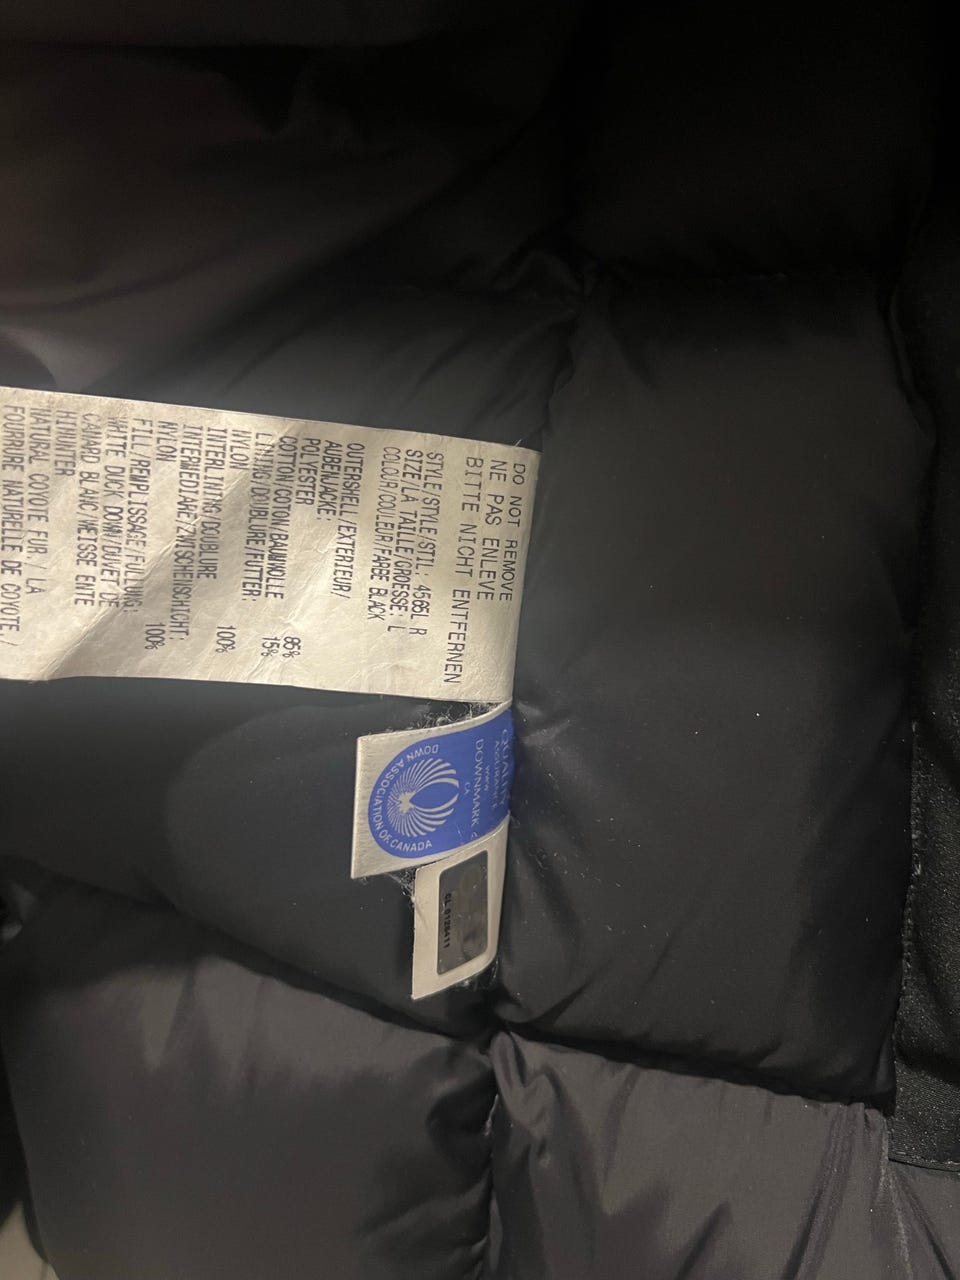 DO NOT REMOVE
NE PAS ENLEVE
BITTE NICHT ENTFERNEN
STYLE/STYLE/STIL: 4565L R
SIZE/LA TAILLE/GROESSE: L
COLOUR/COULEUR/FARBE BLACK
OUTERSHELL/EXTERIEUR/
AUBENJACKE:
POLYESTER 85%
COTTON/COTON/BAUMWOLLE 15%
LINING/DOUBLURE/FUTTER:
NYLON 100%
INTERLINING/DOUBLURE
INTERMEDIARE/ZWISCHENSCHICHT:
NYLON 100%
FILL/REMPLISSAGE/FULLUNG:
WHITE DUCK DOWN/DAVET DE
CANARD BLANC/WEISSE ENTE
HINUNTER
NATURAL COYOTE FUR./ LA
FOURRURE NATURELLE DE COYOTE./
QUALITY
ASSURANCE
DOWNMARK
CA
DOWN ASSOCIATION OF CANADA